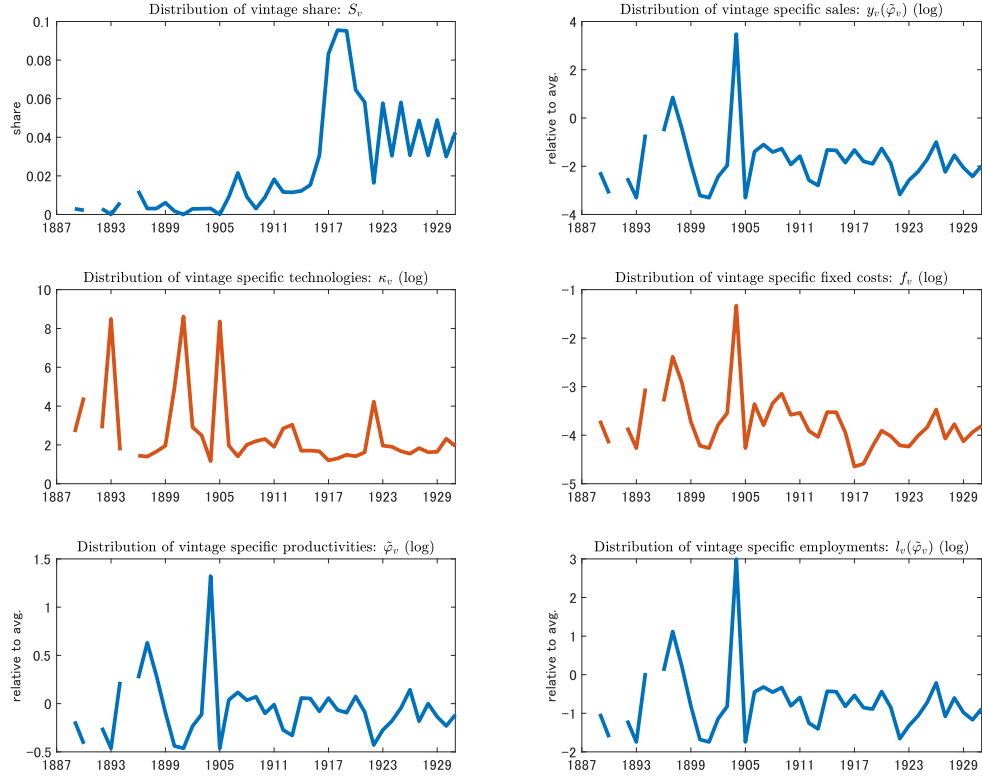 Distribution of vintage share: S_v
0.1
0.08
0.06
0.04
0.02
0
share
1887 1893 1899 1905 1911 1917 1923 1929
Distribution of vintage specific sales: y_v(φ̃_v) (log)
4
2
0
−2
−4
relative to avg.
1887 1893 1899 1905 1911 1917 1923 1929
Distribution of vintage specific technologies: κ_v (log)
10
8
6
4
2
0
1887 1893 1899 1905 1911 1917 1923 1929
Distribution of vintage specific fixed costs: f_v (log)
−1
−2
−3
−4
−5
1887 1893 1899 1905 1911 1917 1923 1929
Distribution of vintage specific productivities: φ̃_v (log)
1.5
1
0.5
0
−0.5
relative to avg.
1887 1893 1899 1905 1911 1917 1923 1929
Distribution of vintage specific employments: l_v(φ̃_v) (log)
3
2
1
0
−1
−2
relative to avg.
1887 1893 1899 1905 1911 1917 1923 1929